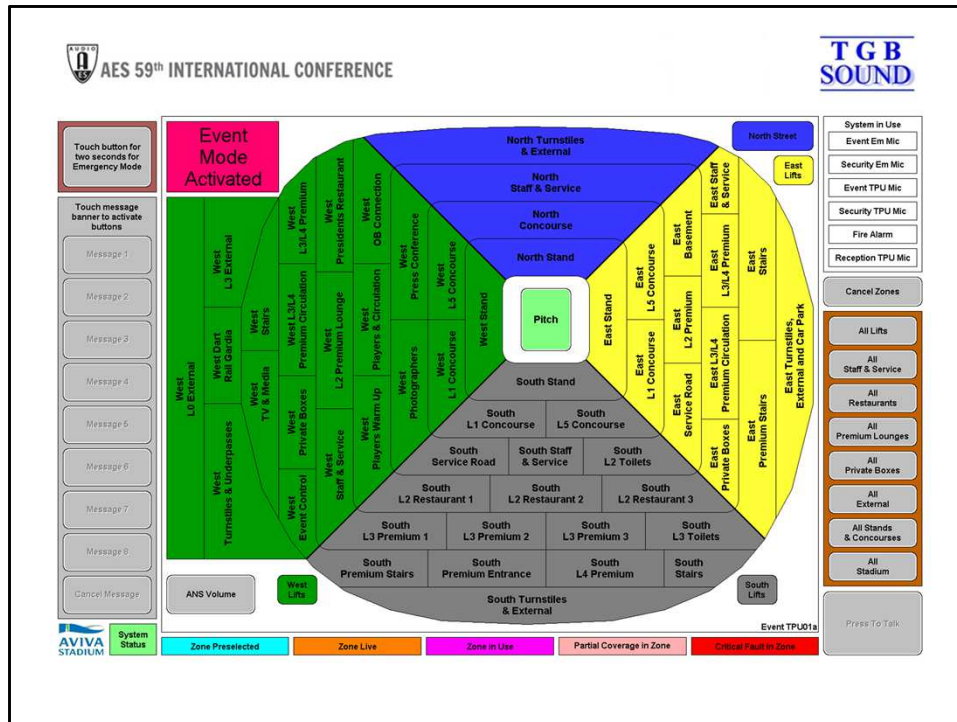 AUDIO
AES
AES 59th INTERNATIONAL CONFERENCE
TGB
SOUND
Touch button for
two seconds for
Emergency Mode
Event
Mode
Activated
Touch message
banner to activate
buttons
Message 1
Message 2
Message 3
Message 4
Message 5
Message 6
Message 7
Message 8
Cancel Message
North Turnstiles
& External
North
Staff & Service
North
Concourse
North Stand
North Street
East
Lifts
West
L0 External
West
L3 External
West Dart
Rail Gardia
West
Turnstiles & Underpasses
West
Stairs
West
TV & Media
West
L3/L4 Premium
West L3/L4
Premium Circulation
West
Private Boxes
West
Event Control
West
Presidents Restaurant
West
L2 Premium Lounge
West
Staff & Service
West
OB Connection
West
Players & Circulation
West
Players Warm Up
West
Press Conference
West
Photographers
West
L5 Concourse
West
L1 Concourse
West Stand
Pitch
East Stand
East
L5 Concourse
East
L1 Concourse
East
Basement
East
L2 Premium
East
Service Road
East Staff
& Service
East
L3/L4 Premium
East L3/L4
Premium Circulation
East
Private Boxes
East
Stairs
East
Premium Stairs
East Turnstiles,
External and Car Park
South Stand
South
L1 Concourse
South
L5 Concourse
South
Service Road
South Staff
& Service
South
L2 Toilets
South
L2 Restaurant 1
South
L2 Restaurant 2
South
L2 Restaurant 3
South
L3 Premium 1
South
L3 Premium 2
South
L3 Premium 3
South
L3 Toilets
South
Premium Stairs
South
Premium Entrance
South
L4 Premium
South
Stairs
South Turnstiles
& External
ANS Volume
West
Lifts
South
Lifts
Event TPU01a
System in Use
Event Em Mic
Security Em Mic
Event TPU Mic
Security TPU Mic
Fire Alarm
Reception TPU Mic
Cancel Zones
All Lifts
All
Staff & Service
All
Restaurants
All
Premium Lounges
All
Private Boxes
All
External
All Stands
& Concourses
All
Stadium
Press To Talk
AVIVA
STADIUM
System
Status
Zone Preselected
Zone Live
Zone in Use
Partial Coverage in Zone
Critical Fault in Zone